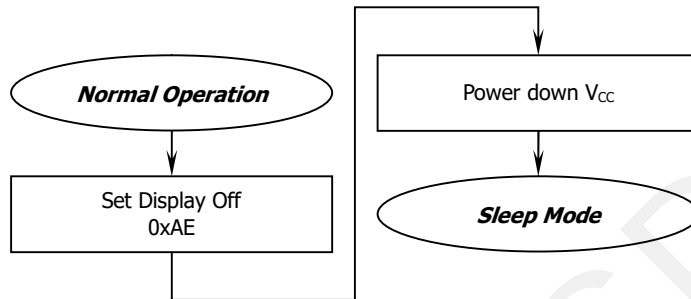 Normal Operation
Set Display Off
0xAE
Power down VCC
Sleep Mode